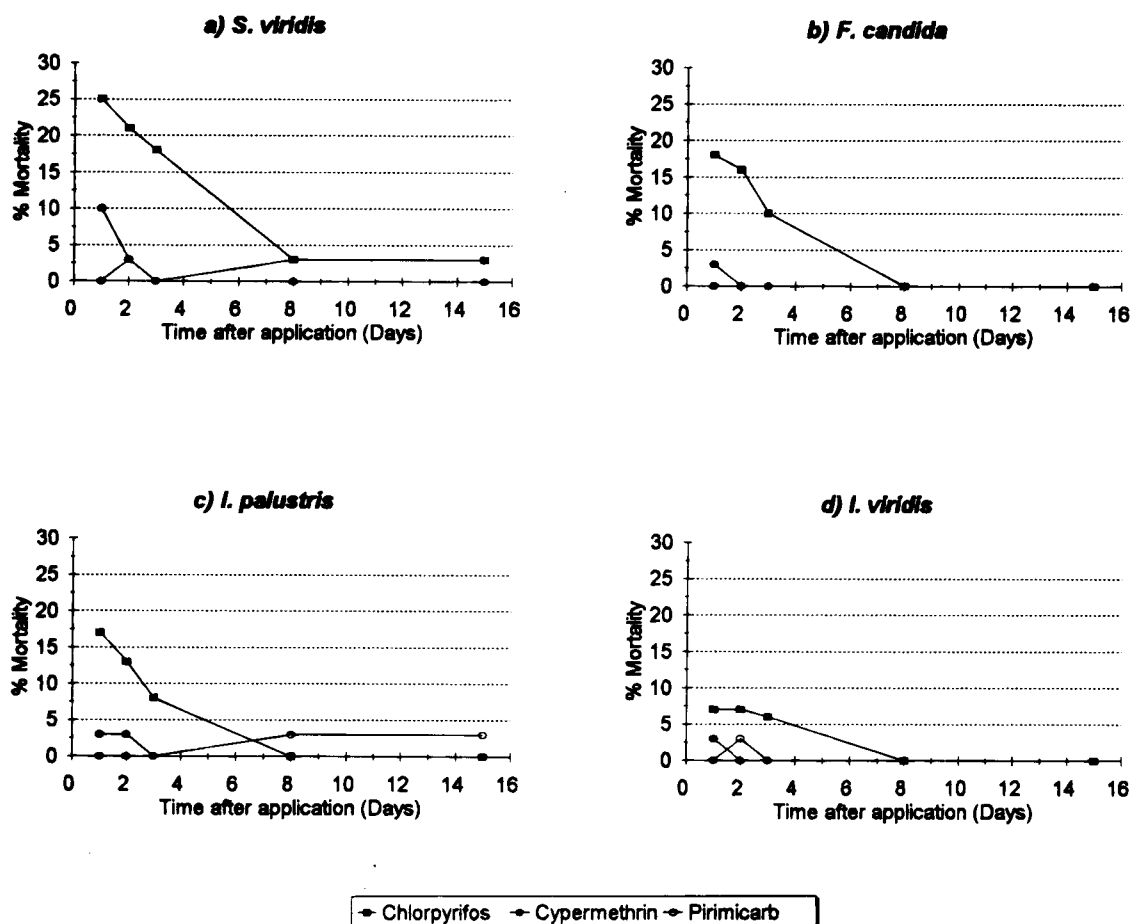 a) S. viridis
% Mortality
30
25
20
15
10
5
0
0 2 4 6 8 10 12 14 16
Time after application (Days)
b) F. candida
% Mortality
30
25
20
15
10
5
0
0 2 4 6 8 10 12 14 16
Time after application (Days)
c) I. palustris
% Mortality
30
25
20
15
10
5
0
0 2 4 6 8 10 12 14 16
Time after application (Days)
d) I. viridis
% Mortality
30
25
20
15
10
5
0
0 2 4 6 8 10 12 14 16
Time after application (Days)
Chlorpyrifos Cypermethrin Pirimicarb